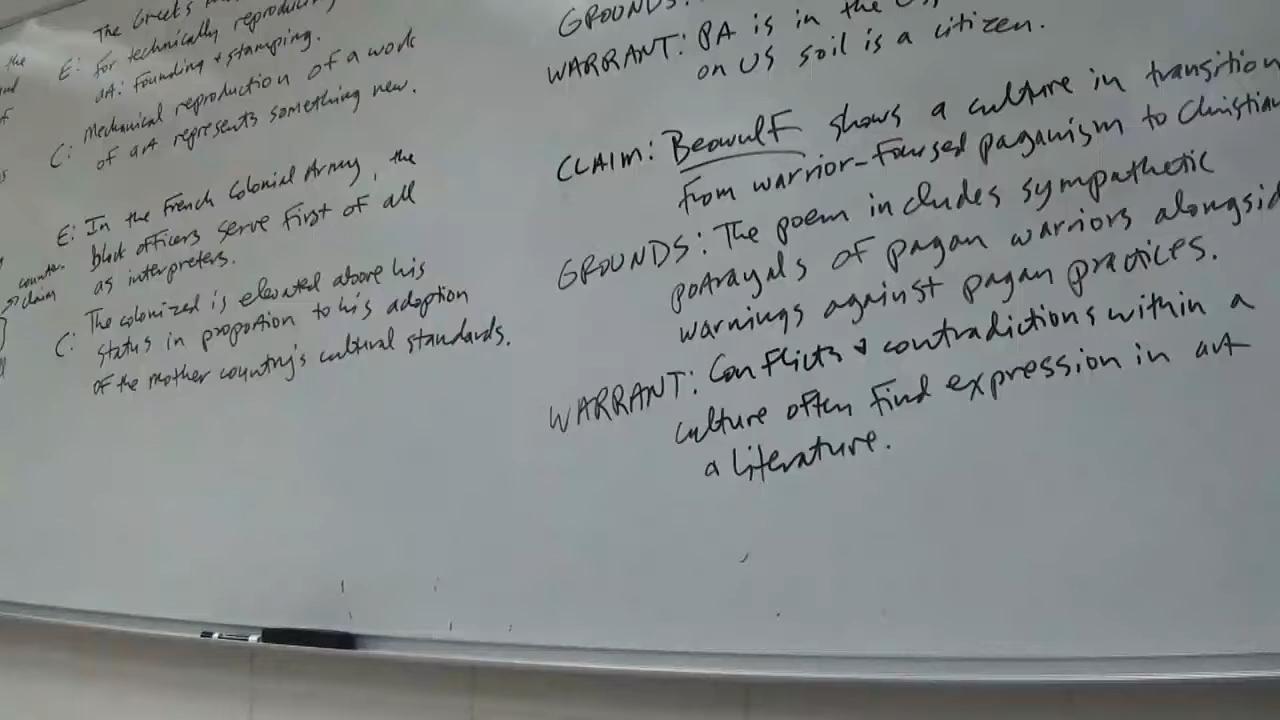 the
The Greeks
E: for technically reproducing
art: founding + stamping.
C: Mechanical reproduction of a work
of art represents something new.
E: In the French Colonial Army, the
black officers serve first of all
as interpreters.
counter
claim
C: The colonized is elevated above his
status in proportion to his adoption
of the mother country's cultural standards.
GROUNDS:
WARRANT: PA is in the
on US soil is a citizen.
CLAIM: Beowulf shows a culture in transition
from warrior-focused paganism to Christian
GROUNDS: The poem includes sympathetic
potrayals of pagan warriors alongsid
warnings against pagan practices.
WARRANT: Conflicts & contradictions within a
culture often find expression in art
a literature.